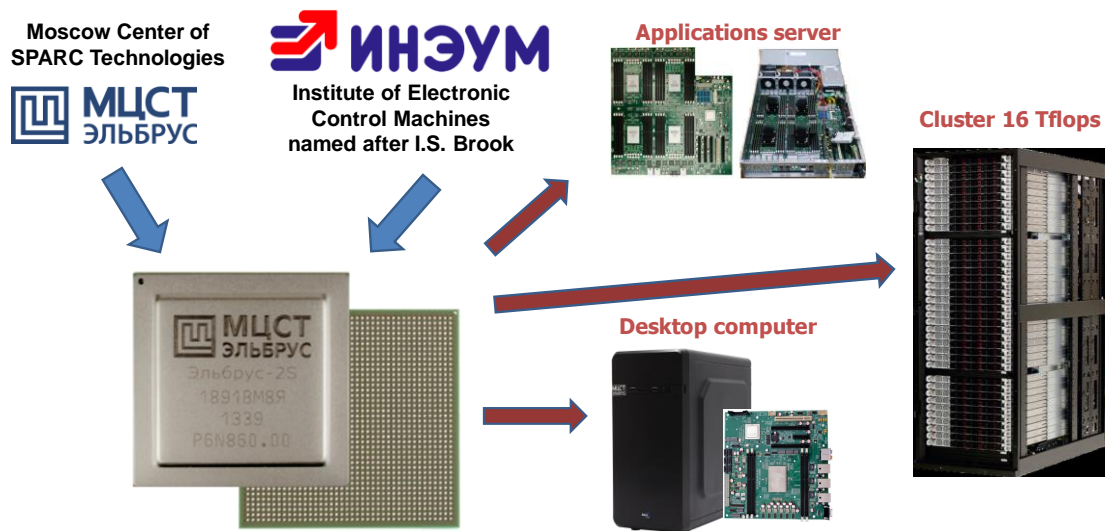 Moscow Center of
SPARC Technologies
МЦСТ
ЭЛЬБРУС
ИНЭУМ
Institute of Electronic
Control Machines
named after I.S. Brook
Applications server
Cluster 16 Tflops
Desktop computer
МЦСТ
ЭЛЬБРУС
Эльбрус-2S
1891ВМ8Я
1339
P6N860.00